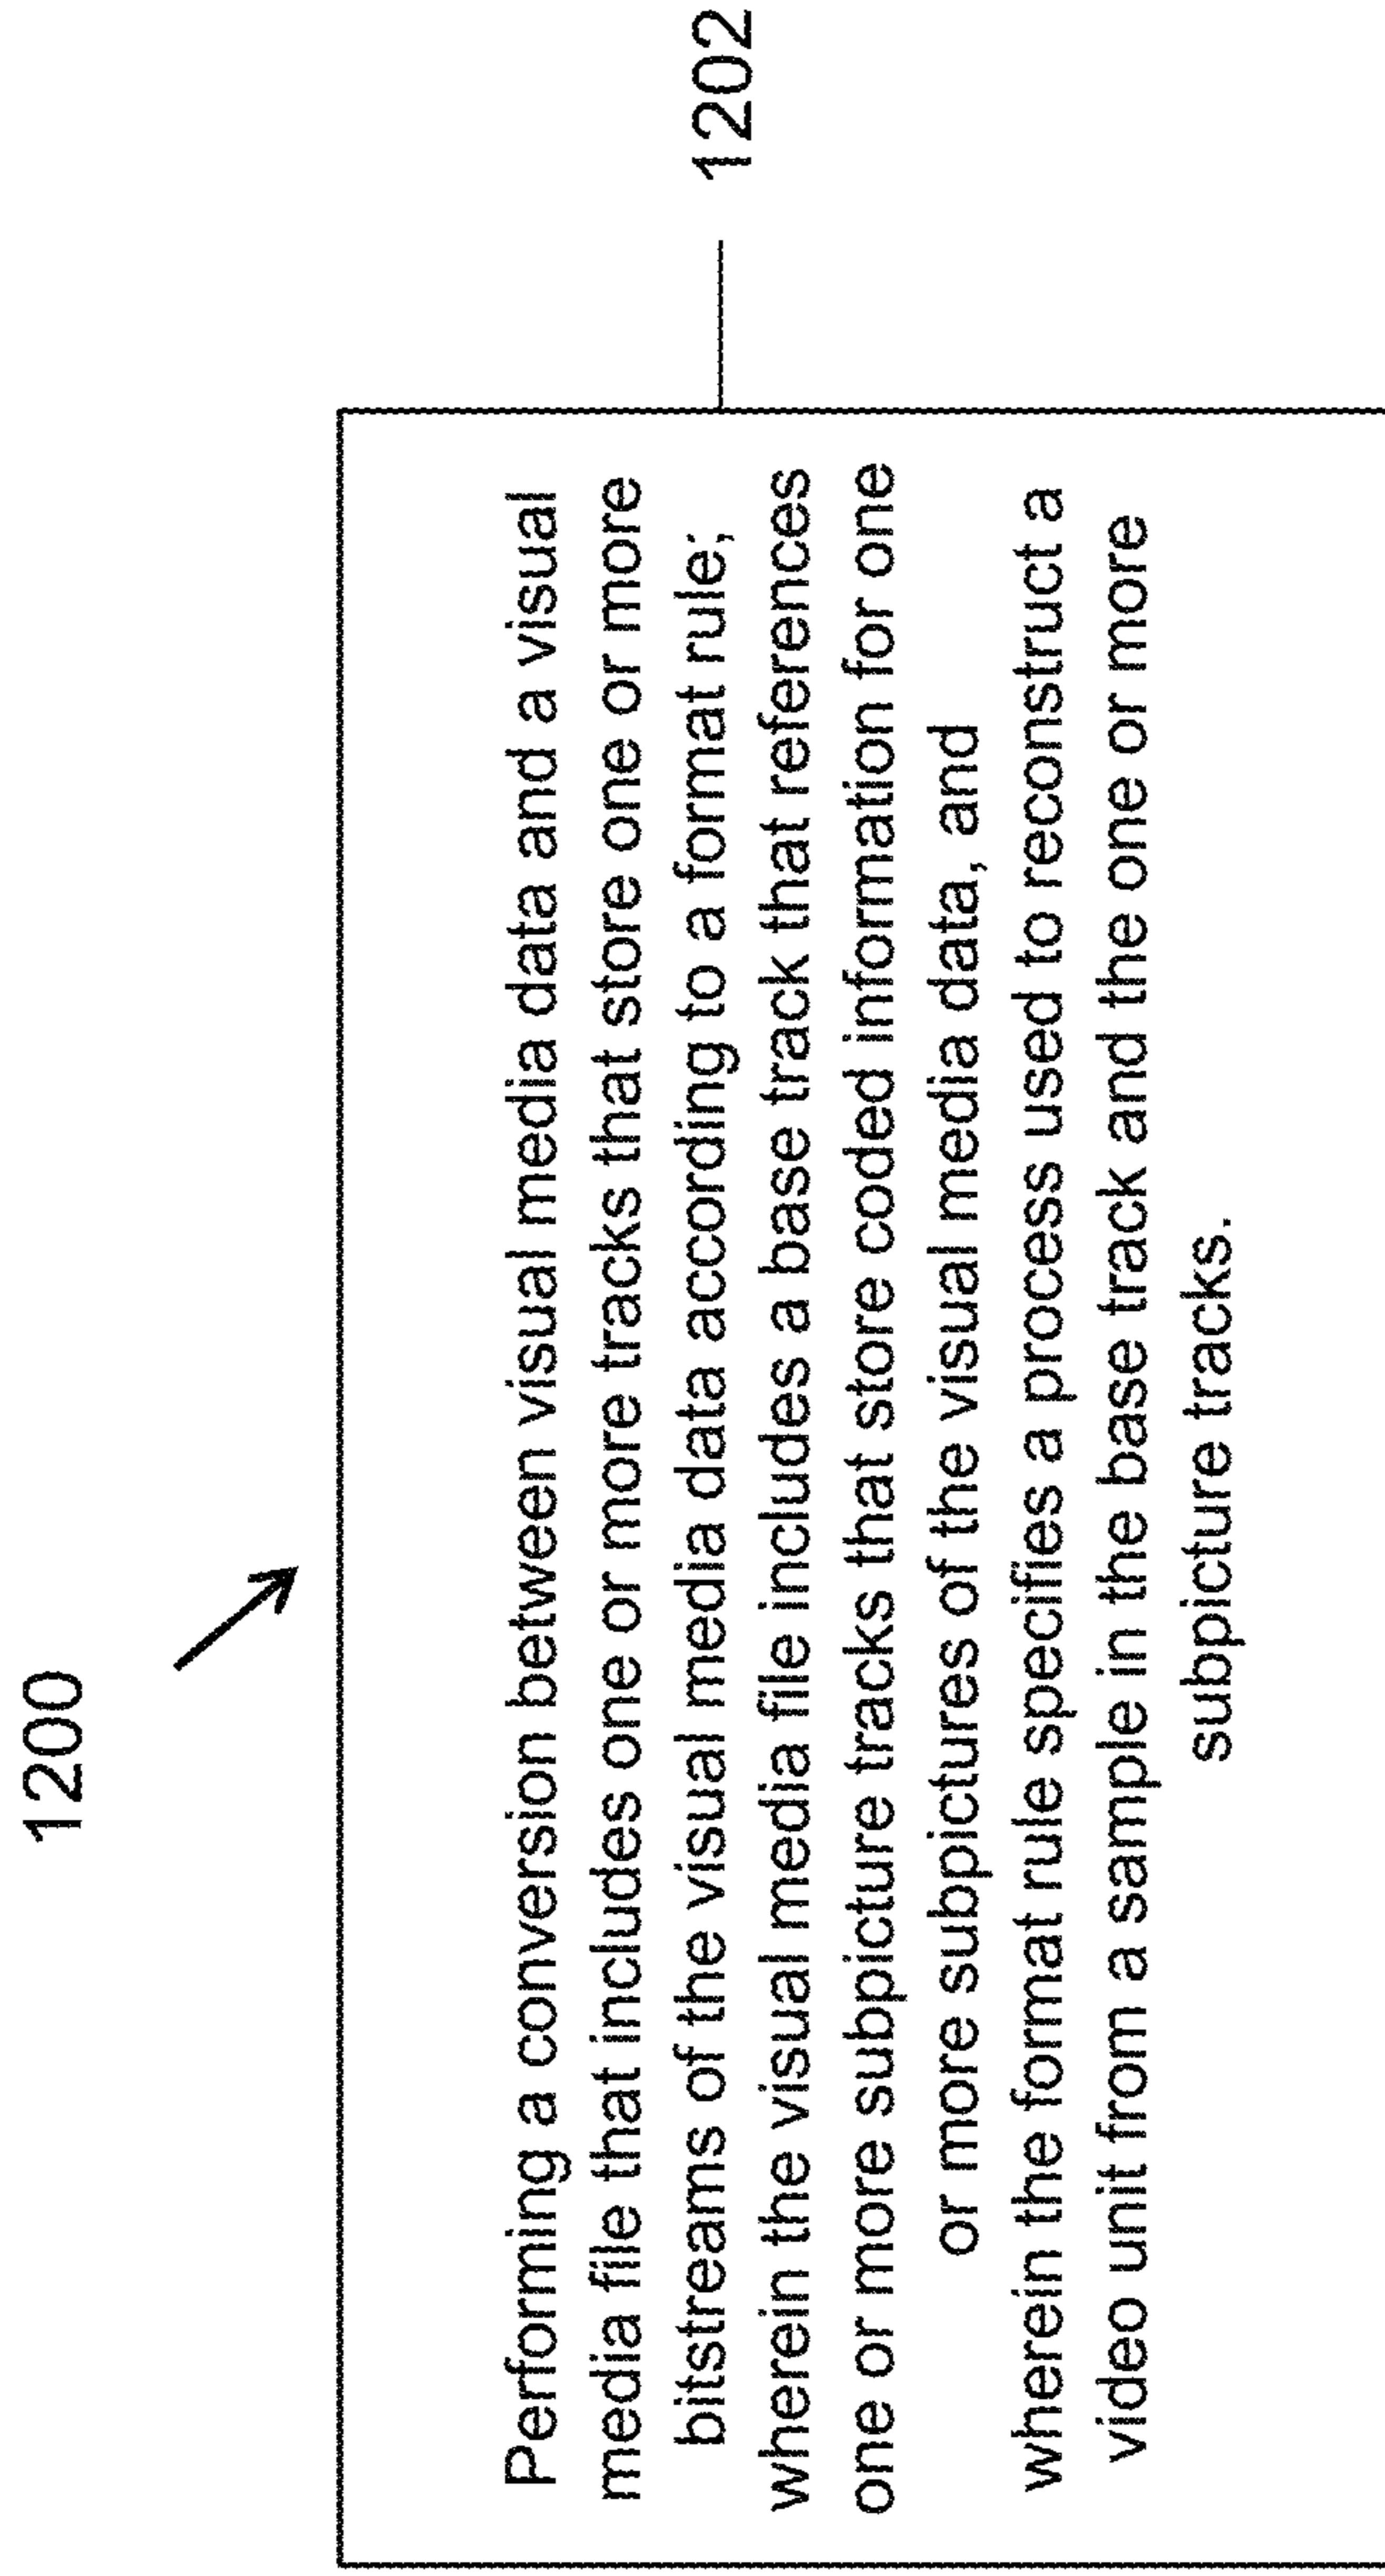 1200
Performing a conversion between visual media data and a visual
media file that includes one or more tracks that store one or more
bitstreams of the visual media data according to a format rule;
wherein the visual media file includes a base track that references
one or more subpicture tracks that store coded information for one
or more subpictures of the visual media data, and
wherein the format rule specifies a process used to reconstruct a
video unit from a sample in the base track and the one or more
subpicture tracks.
1202